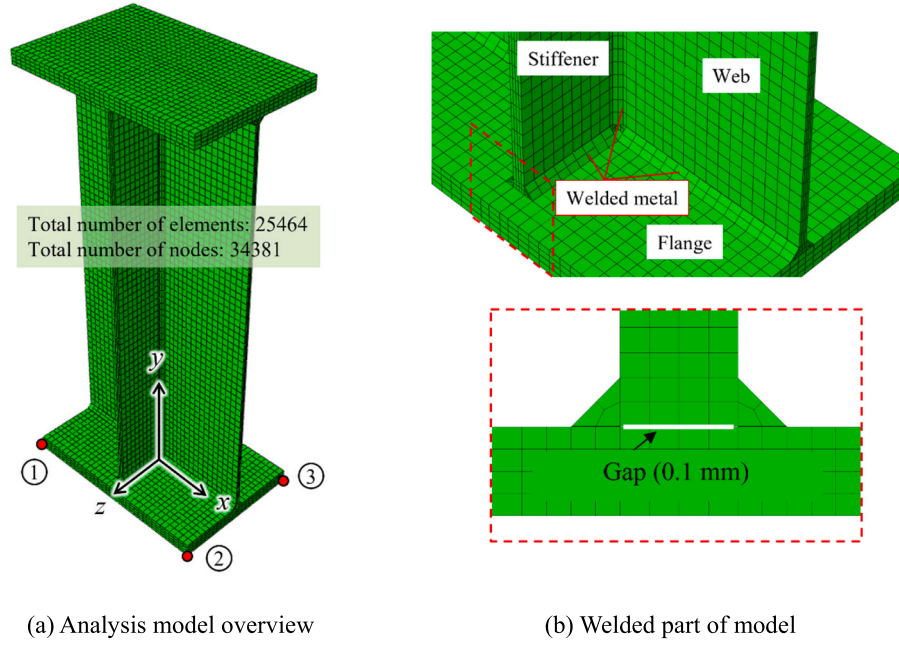 Total number of elements: 25464
Total number of nodes: 34381
y
z
x
①
②
③
(a) Analysis model overview
Stiffener
Web
Welded metal
Flange
Gap (0.1 mm)
(b) Welded part of model